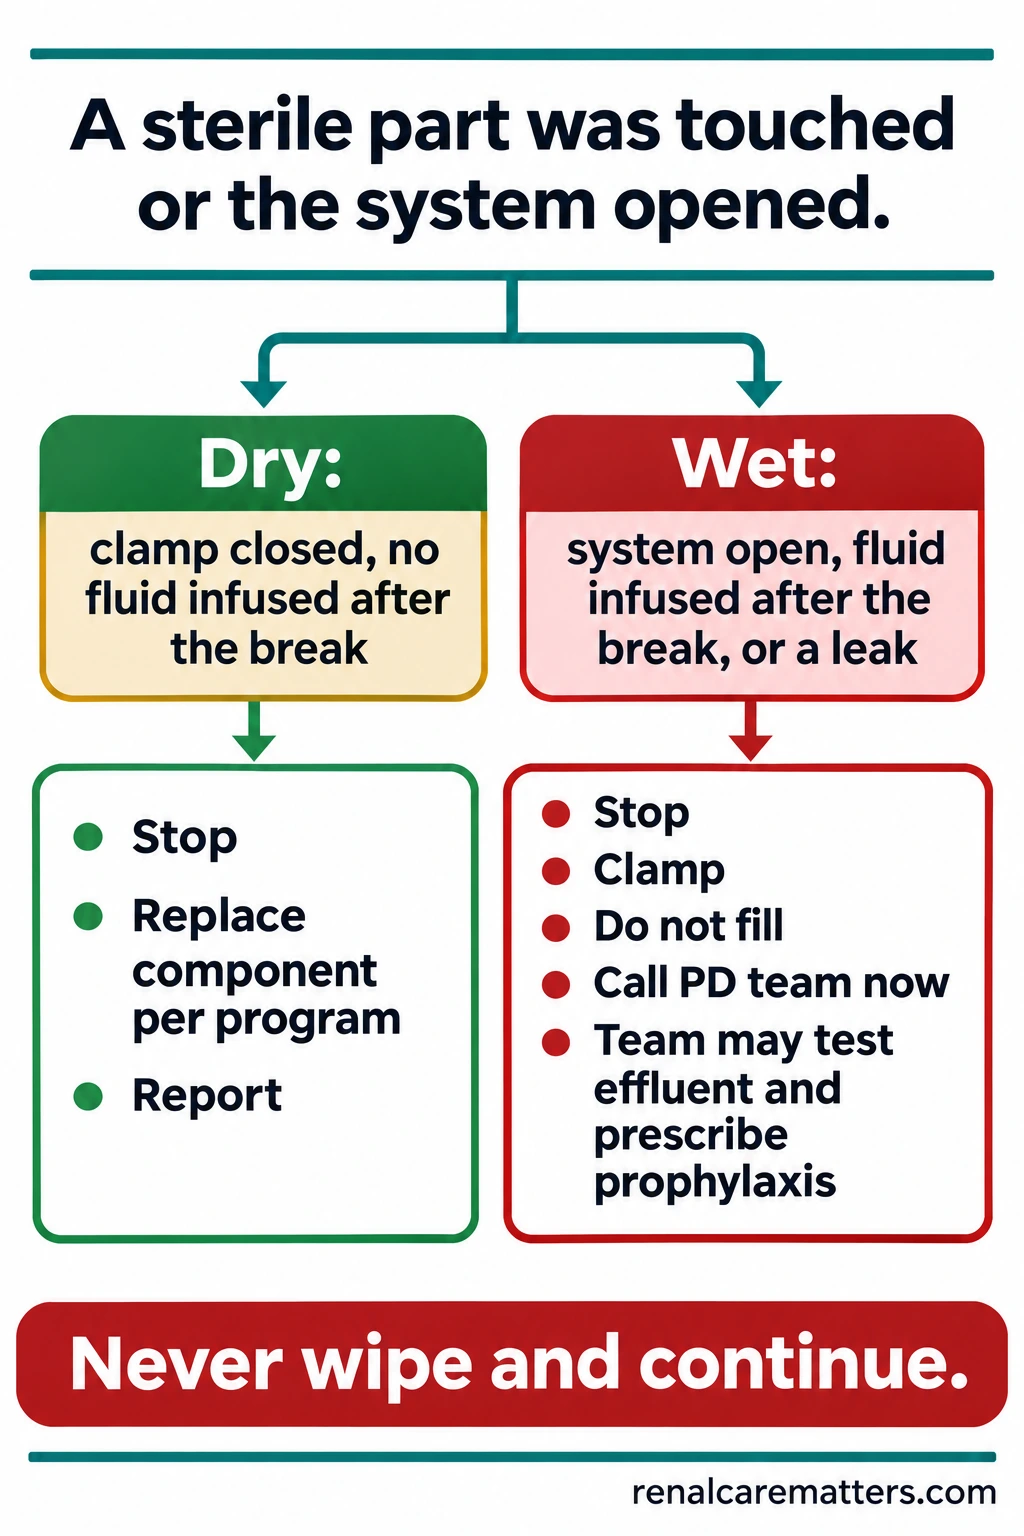 A sterile part was touched
or the system opened.
Dry:
clamp closed, no
fluid infused after
the break
Wet:
system open, fluid
infused after the
break, or a leak
Stop
Replace
component
per program
Report
Stop
Clamp
Do not fill
Call PD team now
Team may test
effluent and
prescribe
prophylaxis
Never wipe and continue.
renalcarematters.com